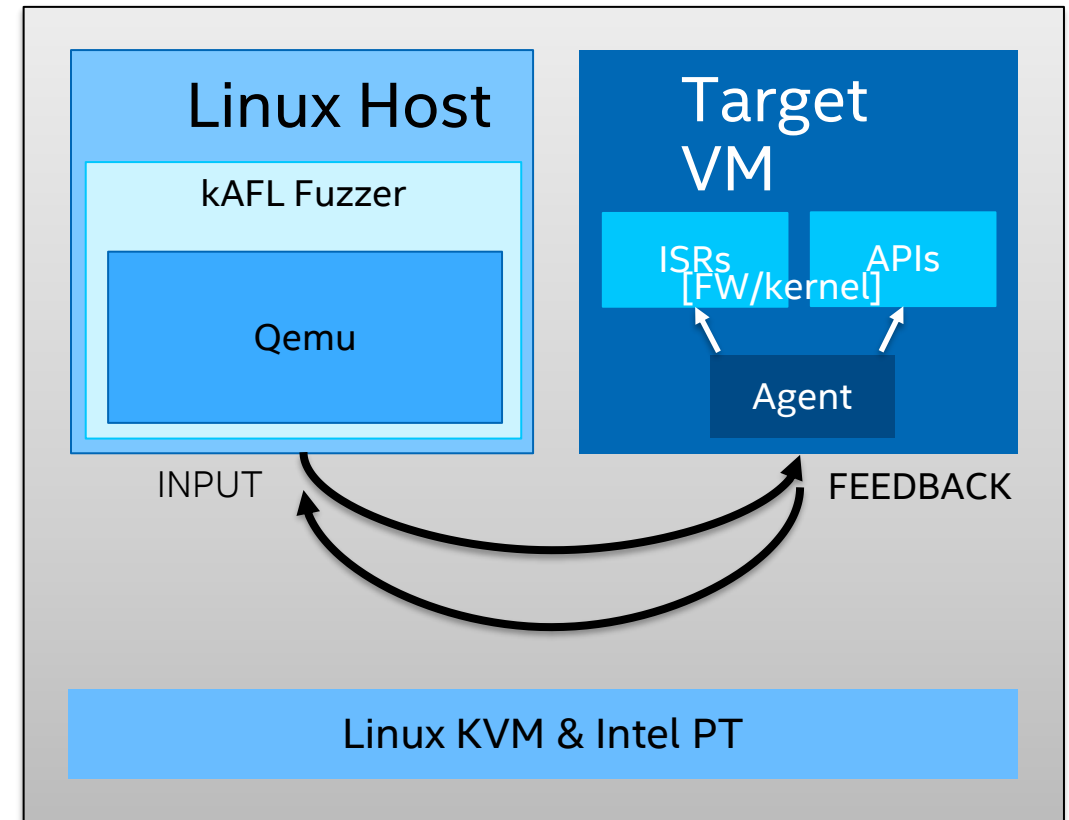 Linux Host
kAFL Fuzzer
Qemu
Target
VM
ISRs
APIs
[FW/kernel]
Agent
INPUT
FEEDBACK
Linux KVM & Intel PT